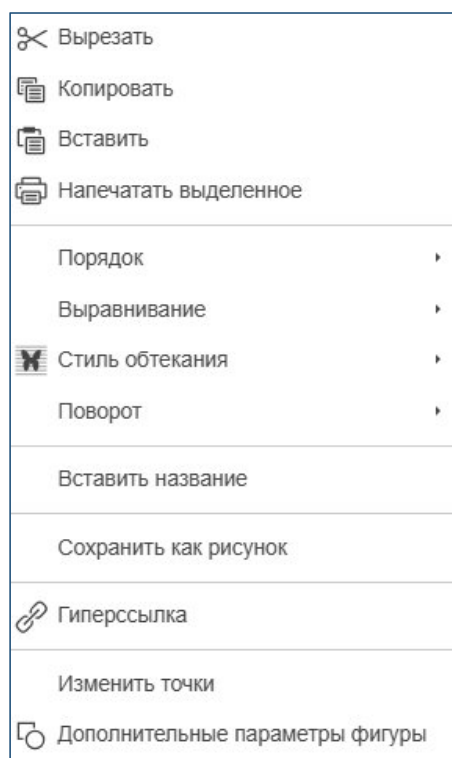 Вырезать
Копировать
Вставить
Напечатать выделенное
Порядок
Выравнивание
Стиль обтекания
Поворот
Вставить название
Сохранить как рисунок
Гиперссылка
Изменить точки
Дополнительные параметры фигуры